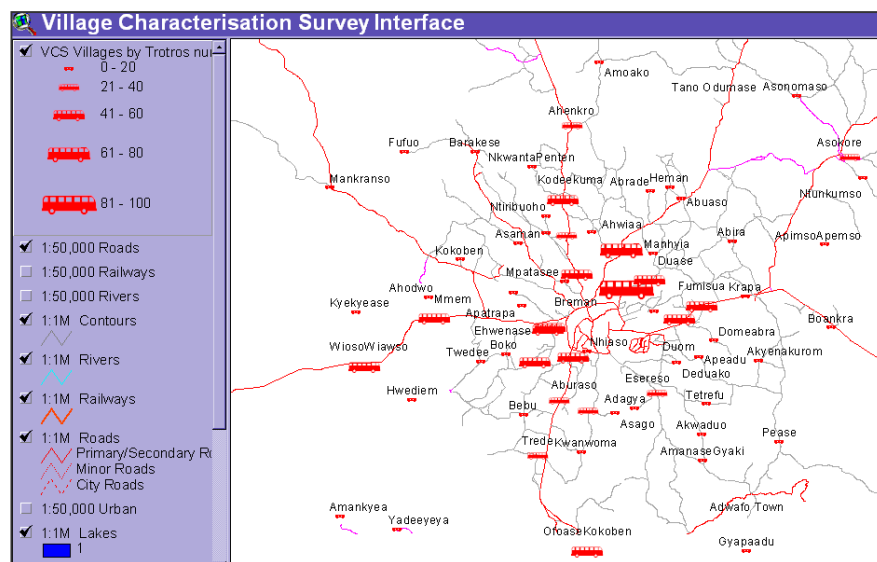 Village Characterisation Survey Interface
VCS Villages by Trotros nur
0 - 20
21 - 40
41 - 60
61 - 80
81 - 100
1:50,000 Roads
1:50,000 Railways
1:50,000 Rivers
1:1M Contours
1:1M Rivers
1:1M Railways
1:1M Roads
Primary/Secondary R
Minor Roads
City Roads
1:50,000 Urban
1:1M Lakes
1
Amoako
Tano Odumase
Asonomaso
Ahenkro
Fufuo
Barakese
Asokore
NkwantaPenten
Mankranso
Kodeekuma
Abrade
Heman
Ntunkumso
Abuaso
Ntiribuoho
Ahwiaa
Asaman
Abira
ApimsoApemso
Kokoben
Manhyia
Duase
Mpatasee
Ahodwo
Fumisua
Krapa
Kyekyease
Mmem
Breman
Apatrapa
Boankra
Ehwenase
Domeabra
WiosoWiawso
Boko
Nhiaso
Duom
Twedee
Apeadu
Akyenakurom
Deduako
Hwediem
Aburaso
Esereso
Bebu
Adagya
Tetrefu
Asago
Akwaduo
Pease
Trede
Kwanwoma
AmanaseGyaki
Amankyea
Yadeeyeya
Adwafo Town
OfoaseKokoben
Gyapaadu